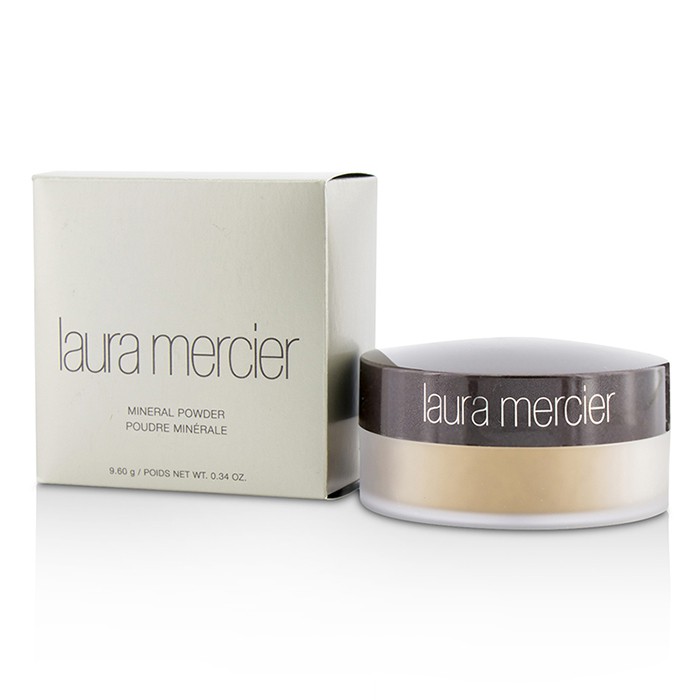 laura mercier
MINERAL POWDER
POUDRE MINÉRALE
9.60 g / POIDS NET WT. 0.34 OZ.
laura mercier